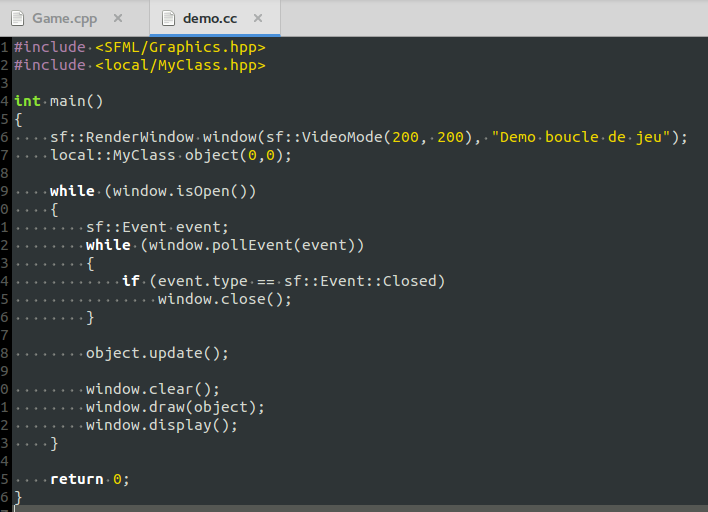 Game.cpp × demo.cc ×
1 #include <SFML/Graphics.hpp>
2 #include <local/MyClass.hpp>
3
4 int main()
5 {
6     sf::RenderWindow window(sf::VideoMode(200, 200), "Demo boucle de jeu");
7     local::MyClass object(0,0);
8
9     while (window.isOpen())
0     {
1         sf::Event event;
2         while (window.pollEvent(event))
3         {
4             if (event.type == sf::Event::Closed)
5                 window.close();
6         }
7
8         object.update();
9
0         window.clear();
1         window.draw(object);
2         window.display();
3     }
4
5     return 0;
6 }